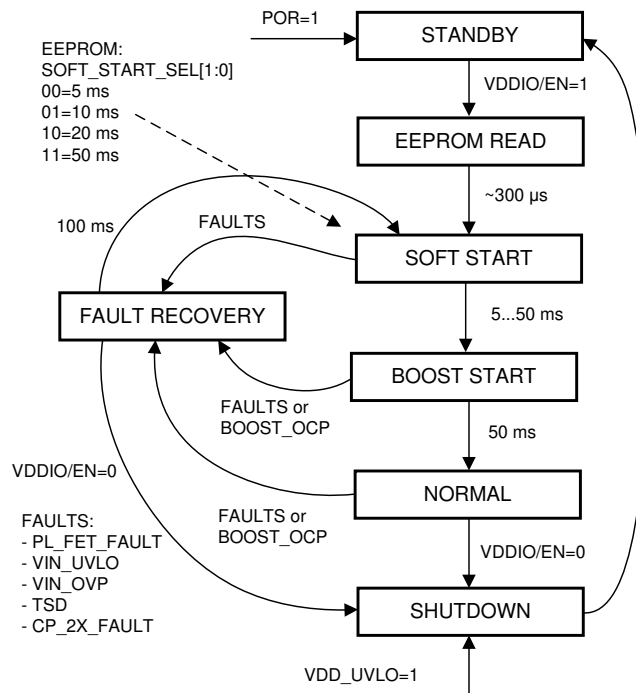 POR=1
STANDBY
EEPROM:
SOFT_START_SEL[1:0]
00=5 ms
01=10 ms
10=20 ms
11=50 ms
VDDIO/EN=1
EEPROM READ
~300 µs
100 ms
FAULTS
SOFT START
FAULT RECOVERY
5...50 ms
BOOST START
FAULTS or
BOOST_OCP
50 ms
VDDIO/EN=0
NORMAL
FAULTS or
BOOST_OCP
FAULTS:
- PL_FET_FAULT
- VIN_UVLO
- VIN_OVP
- TSD
- CP_2X_FAULT
VDDIO/EN=0
SHUTDOWN
VDD_UVLO=1